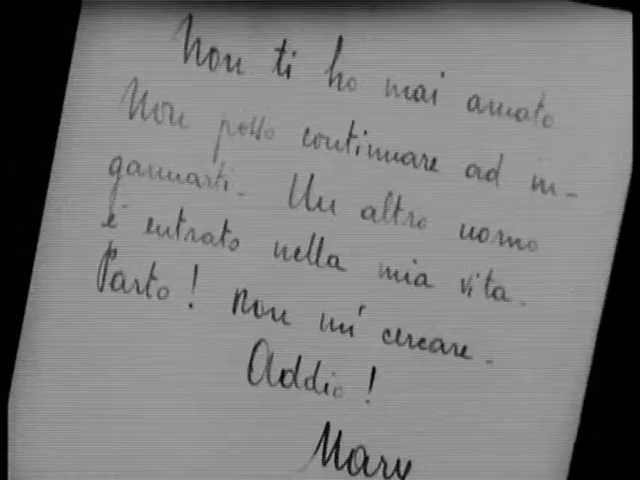 Non ti ho mai amato
Non posso continuare ad in-
gannarti. Un altro uomo
é entrato nella mia vita.
Parto! Non mi cercare.
Addio!
Mary